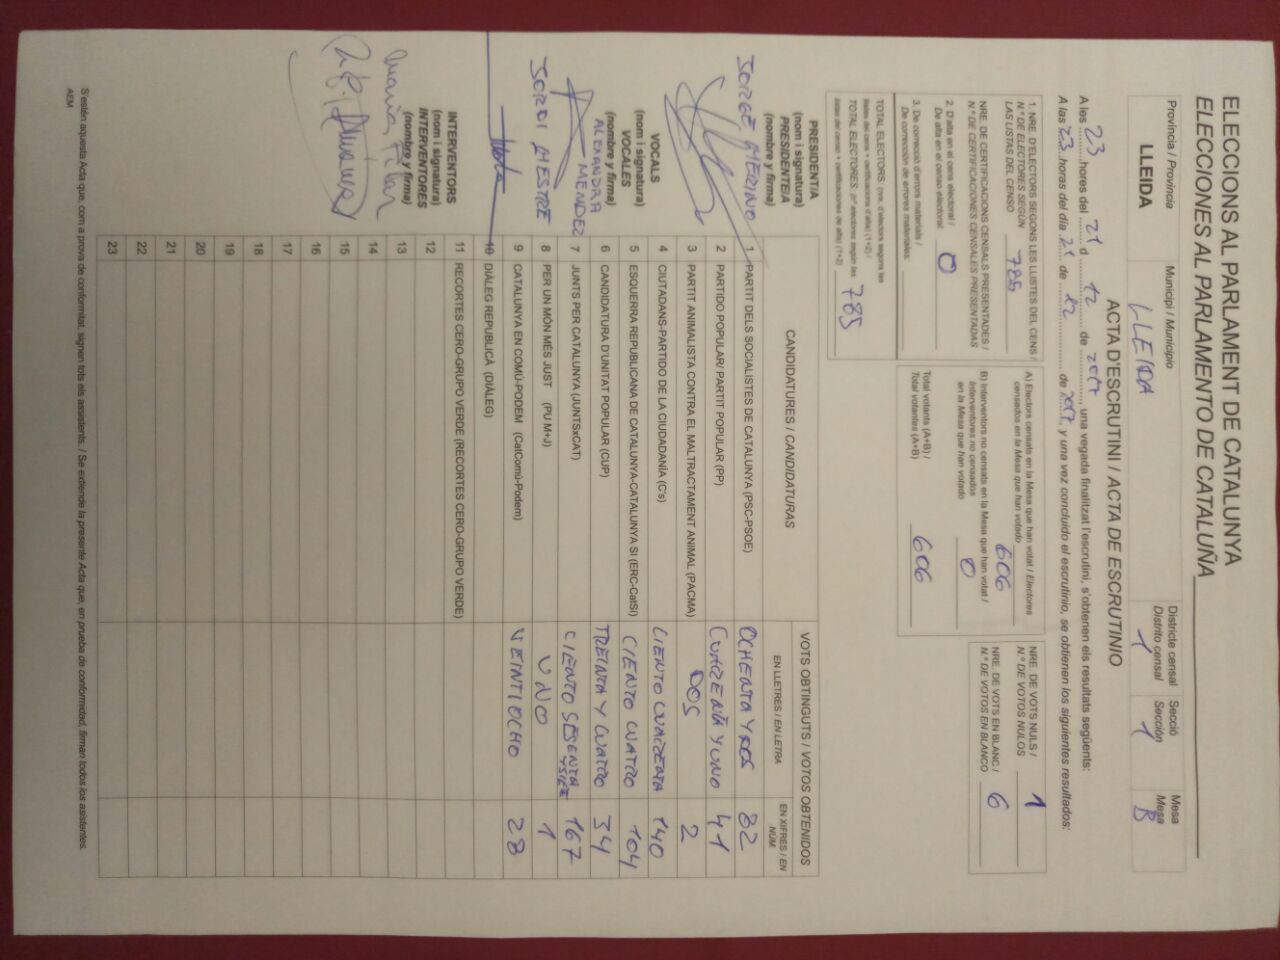 ELECCIONS AL PARLAMENT DE CATALUNYA
ELECCIONES AL PARLAMENTO DE CATALUÑA
Província / Provincia
LLEIDA
Municipi / Municipio
LLEIDA
Districte censal
Distrito censal
1
Secció
Sección
1
Mesa
Mesa
B
ACTA D'ESCRUTINI / ACTA DE ESCRUTINIO
A les 23 hores del 21 d 12 de 2017, una vegada finalitzat l'escrutini, s'obtenen els resultats següents:
A las 23 horas del día 21 de 12 de 2017, y una vez concluido el escrutinio, se obtienen los siguientes resultados:
1. NRE. D'ELECTORS SEGONS LES LLISTES DEL CENS /
N.º DE ELECTORES SEGÚN
LAS LISTAS DEL CENSO 785
NRE. DE CERTIFICACIONS CENSALS PRESENTADES /
N.º DE CERTIFICACIONES CENSALES PRESENTADAS
2. D'alta en el cens electoral /
De alta en el censo electoral: 0
3. De correcció d'errors materials /
De corrección de errores materiales:
TOTAL ELECTORS: (nre. d'electors segons les
llistes del cens + certificacions d'alta) (1+2) /
TOTAL ELECTORES: (nº electores según las
listas del censo + certificaciones de alta) (1+2) 785
A) Electors censats en la Mesa que han votat / Electores
censados en la Mesa que han votado 606
B) Interventors no censats en la Mesa que han votat /
Interventores no censados
en la Mesa que han votado 0
Total votants (A+B) /
Total votantes (A+B) 606
NRE. DE VOTS NULS /
N.º DE VOTOS NULOS 1
NRE. DE VOTS EN BLANC /
N.º DE VOTOS EN BLANCO 6
CANDIDATURES / CANDIDATURAS
VOTS OBTINGUTS / VOTOS OBTENIDOS
EN LLETRES / EN LETRA
EN XIFRES / EN NÚM.
1 PARTIT DELS SOCIALISTES DE CATALUNYA (PSC-PSOE) OCHENTA Y DOS 82
2 PARTIDO POPULAR/ PARTIT POPULAR (PP) CUARENTA Y UNO 41
3 PARTIT ANIMALISTA CONTRA EL MALTRACTAMENT ANIMAL (PACMA) DOS 2
4 CIUTADANS-PARTIDO DE LA CIUDADANÍA (C's) CIENTO CUARENTA 140
5 ESQUERRA REPUBLICANA DE CATALUNYA-CATALUNYA SI (ERC-CatSí) CIENTO CUATRO 104
6 CANDIDATURA D'UNITAT POPULAR (CUP) TREINTA Y CUATRO 34
7 JUNTS PER CATALUNYA (JUNTSxCAT) CIENTO SESENTA Y SIETE 167
8 PER UN MÓN MÉS JUST (PU M+J) UNO 1
9 CATALUNYA EN COMÚ-PODEM (CatComú-Podem) VEINTIOCHO 28
10 DIÀLEG REPUBLICÀ (DIÀLEG)
11 RECORTES CERO-GRUPO VERDE (RECORTES CERO-GRUPO VERDE)
12
13
14
15
16
17
18
19
20
21
22
23
PRESIDENT/A
(nom i signatura)
PRESIDENTE/A
(nombre y firma)
JORGE MERINO
VOCALS
(nom i signatura)
VOCALES
(nombre y firma)
ALEXANDRA
MENDEZ
JORDI MESTRE
INTERVENTORS
(nom i signatura)
INTERVENTORES
(nombre y firma)
Maria Pilar
S'estén aquesta Acta que, com a prova de conformitat, signen tots els assistents. / Se extiende la presente Acta que, en prueba de conformidad, firman todos los asistentes.
AEM